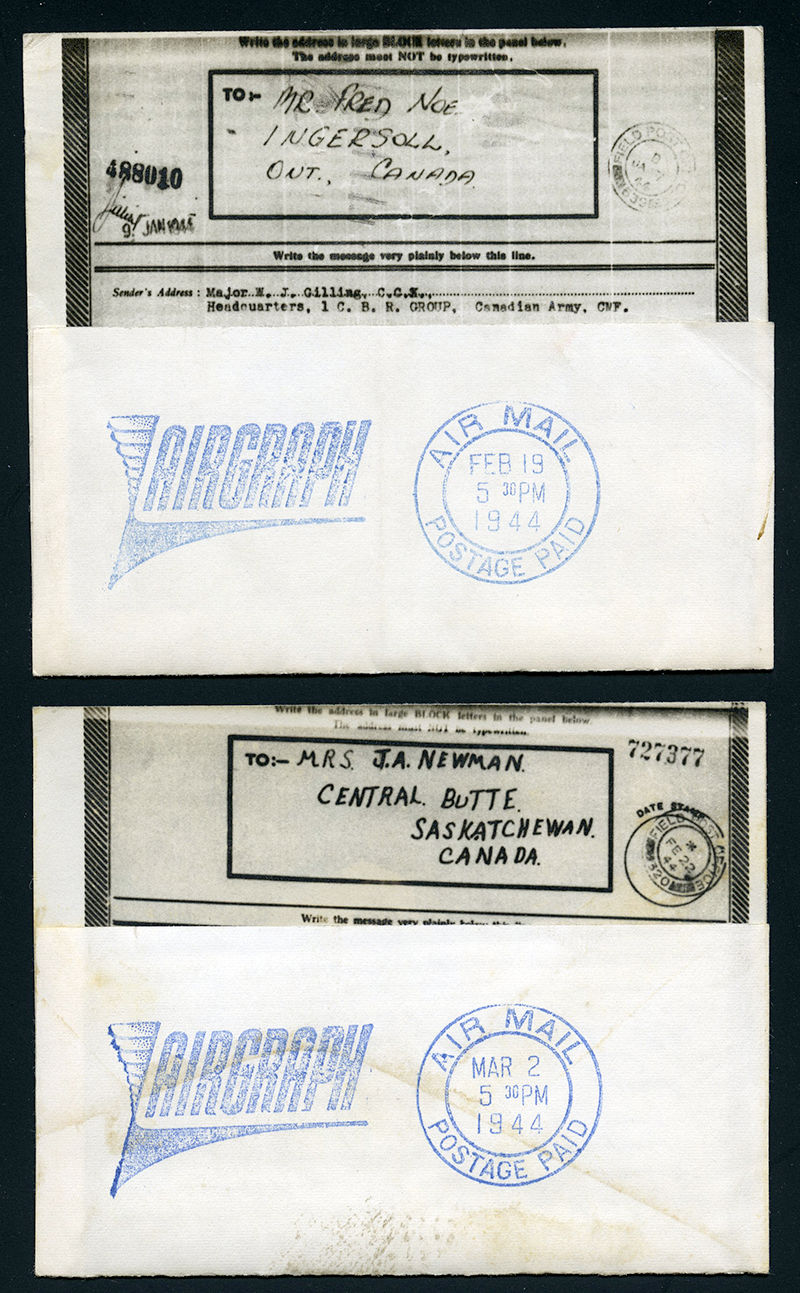 Write the address in large BLOCK letters in the panel below.
The address must NOT be typewritten.
TO:- MR. FRED NOE
INGERSOLL,
ONT., CANADA
488010
9. JAN 194
FIELD POST
Write the message very plainly below this line.
Sender's Address : Major W. J. Gilling, C.C.K.,
Headquarters, 1 C. B. R. GROUP, Canadian Army, CMF.
AIRGRAPH
AIR MAIL
FEB 19
5 30 PM
1944
POSTAGE PAID
Write the address in large BLOCK letters in the panel below.
The address must NOT be typewritten.
TO:- MRS. J.A. NEWMAN.
CENTRAL. BUTTE.
SASKATCHEWAN.
CANADA.
727377
DATE STAMP
FIELD POST OFFICE
FE 22
44
Write the message very plainly below this line
AIRGRAPH
AIR MAIL
MAR 2
5 30 PM
1944
POSTAGE PAID